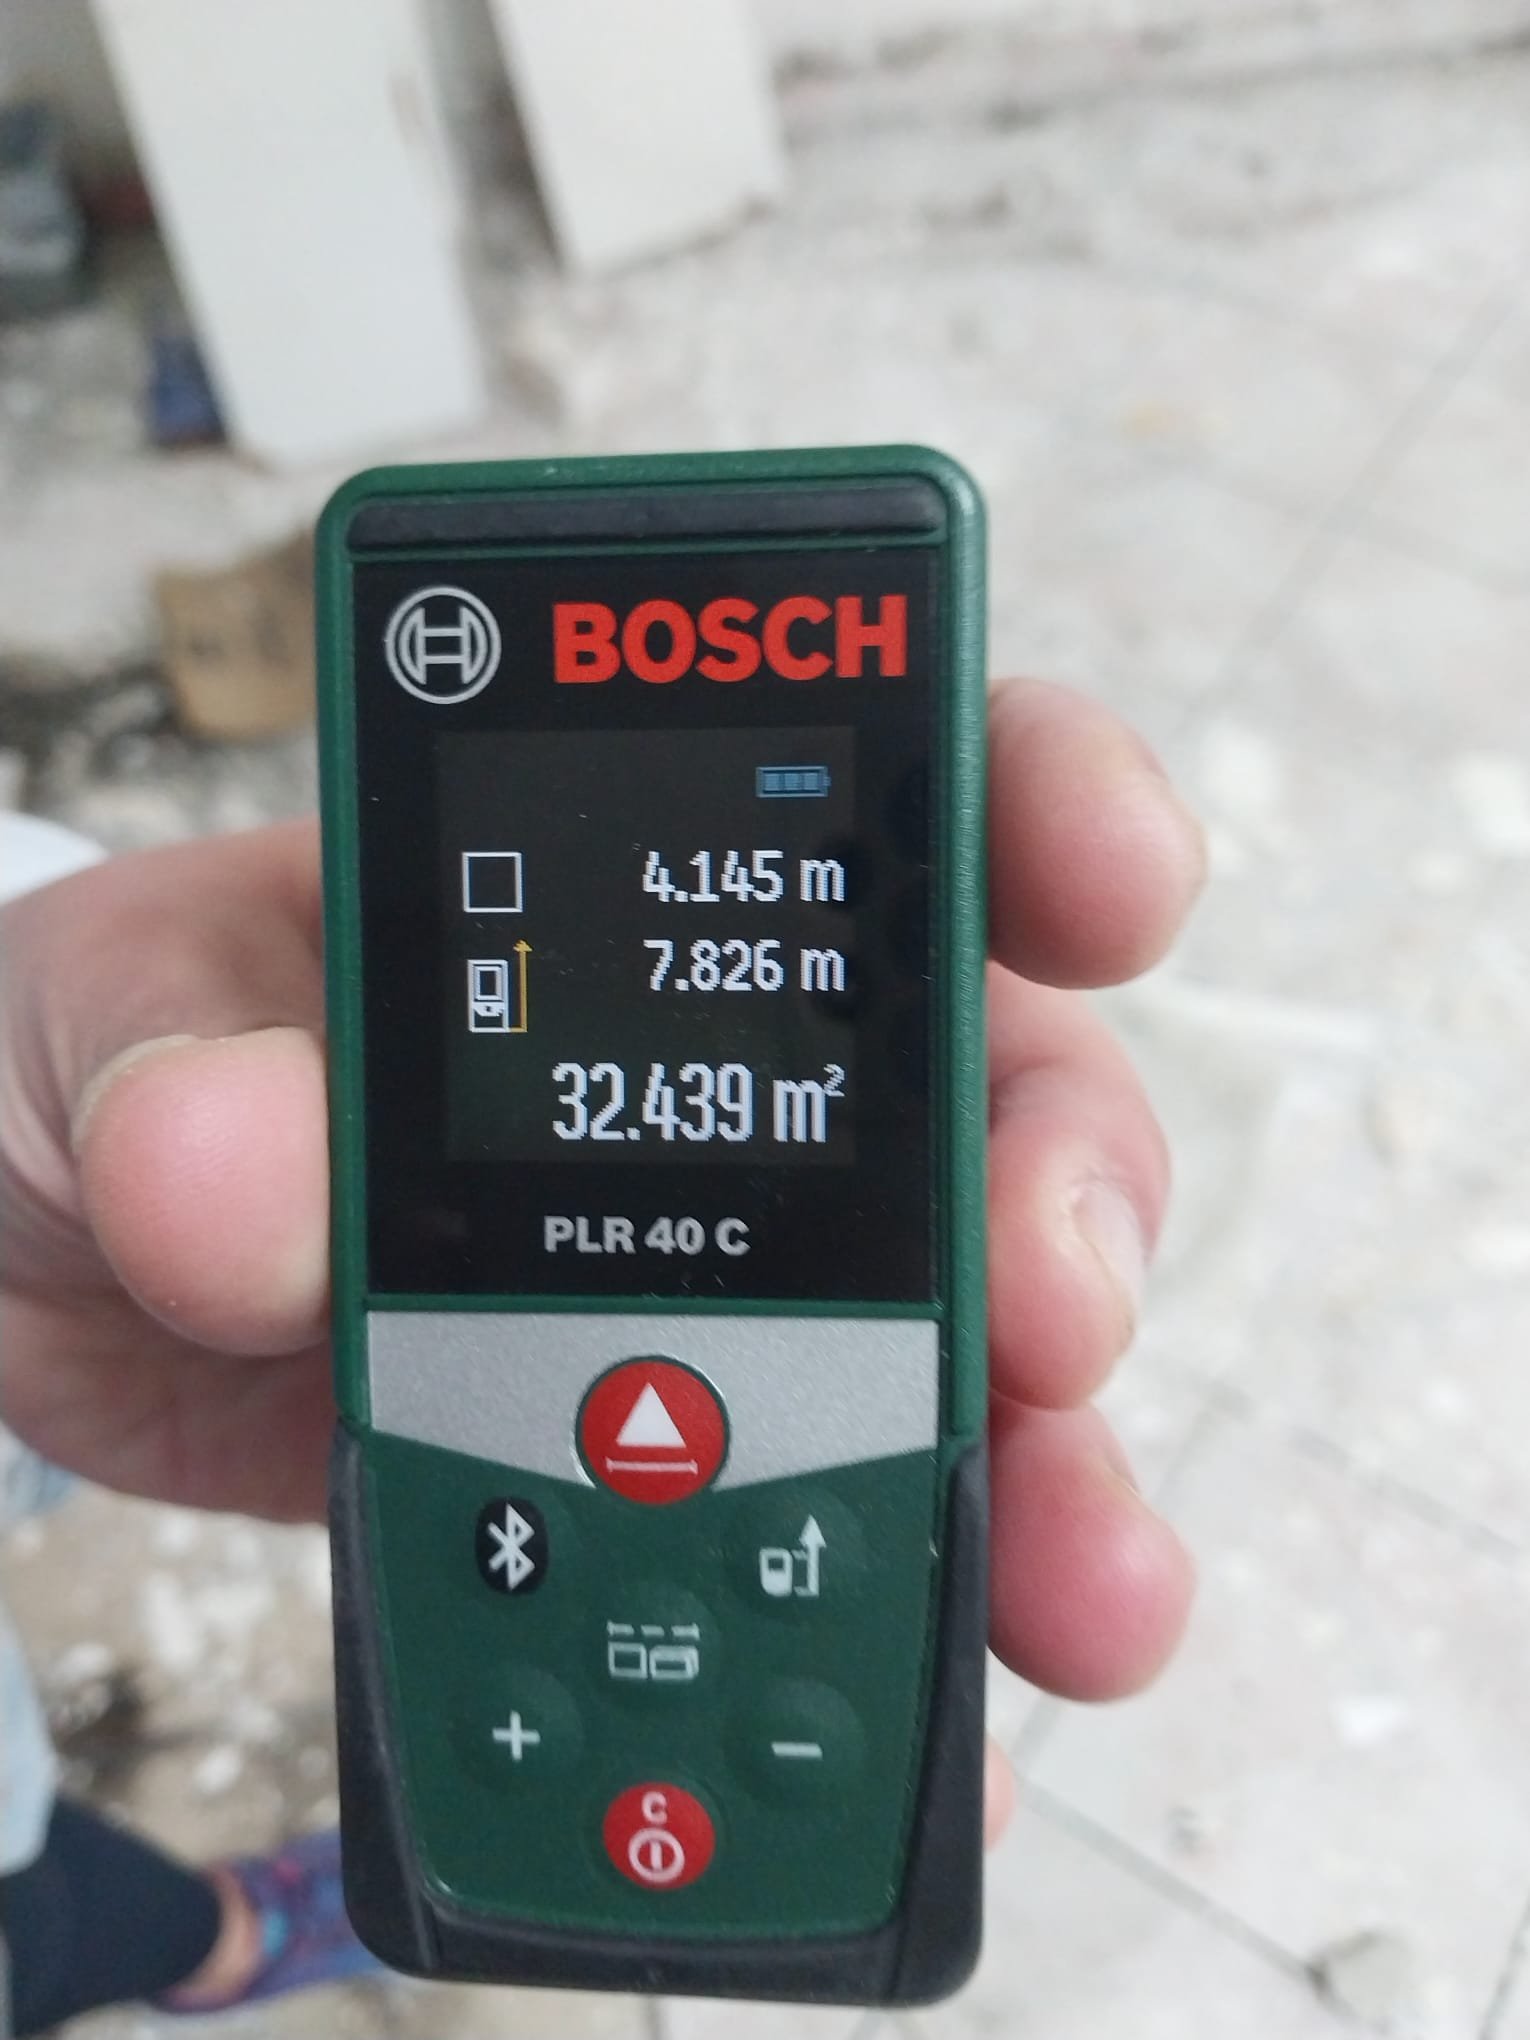 BOSCH
4.145 m
7.826 m
32.439 m²
PLR 40 C
+
−
C